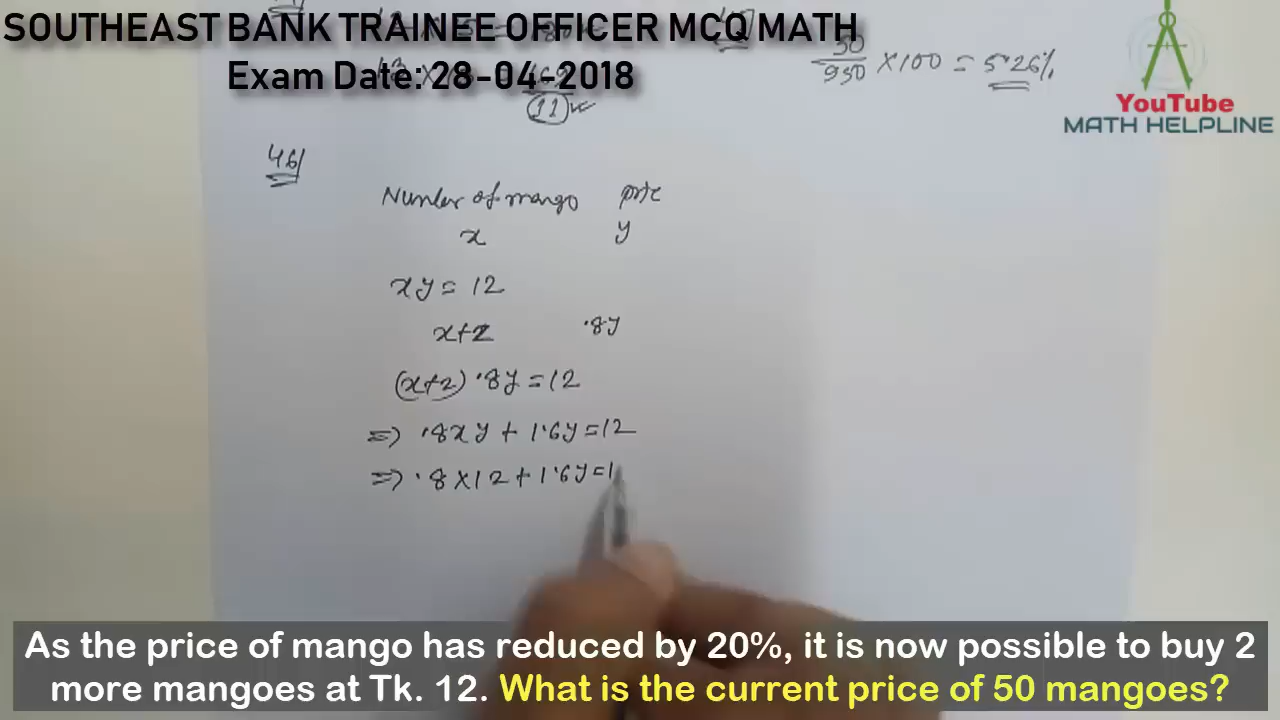 SOUTHEAST BANK TRAINEE OFFICER MCQ MATH
Exam Date: 28-04-2018
50/950 × 100 = 5.26%
11
YouTube
MATH HELPLINE
46/
Number of mango price
x y
xy = 12
x+2 .8y
(x+2) .8y = 12
=> .8xy + 1.6y = 12
=> .8 × 12 + 1.6y = 1
As the price of mango has reduced by 20%, it is now possible to buy 2
more mangoes at Tk. 12. What is the current price of 50 mangoes?